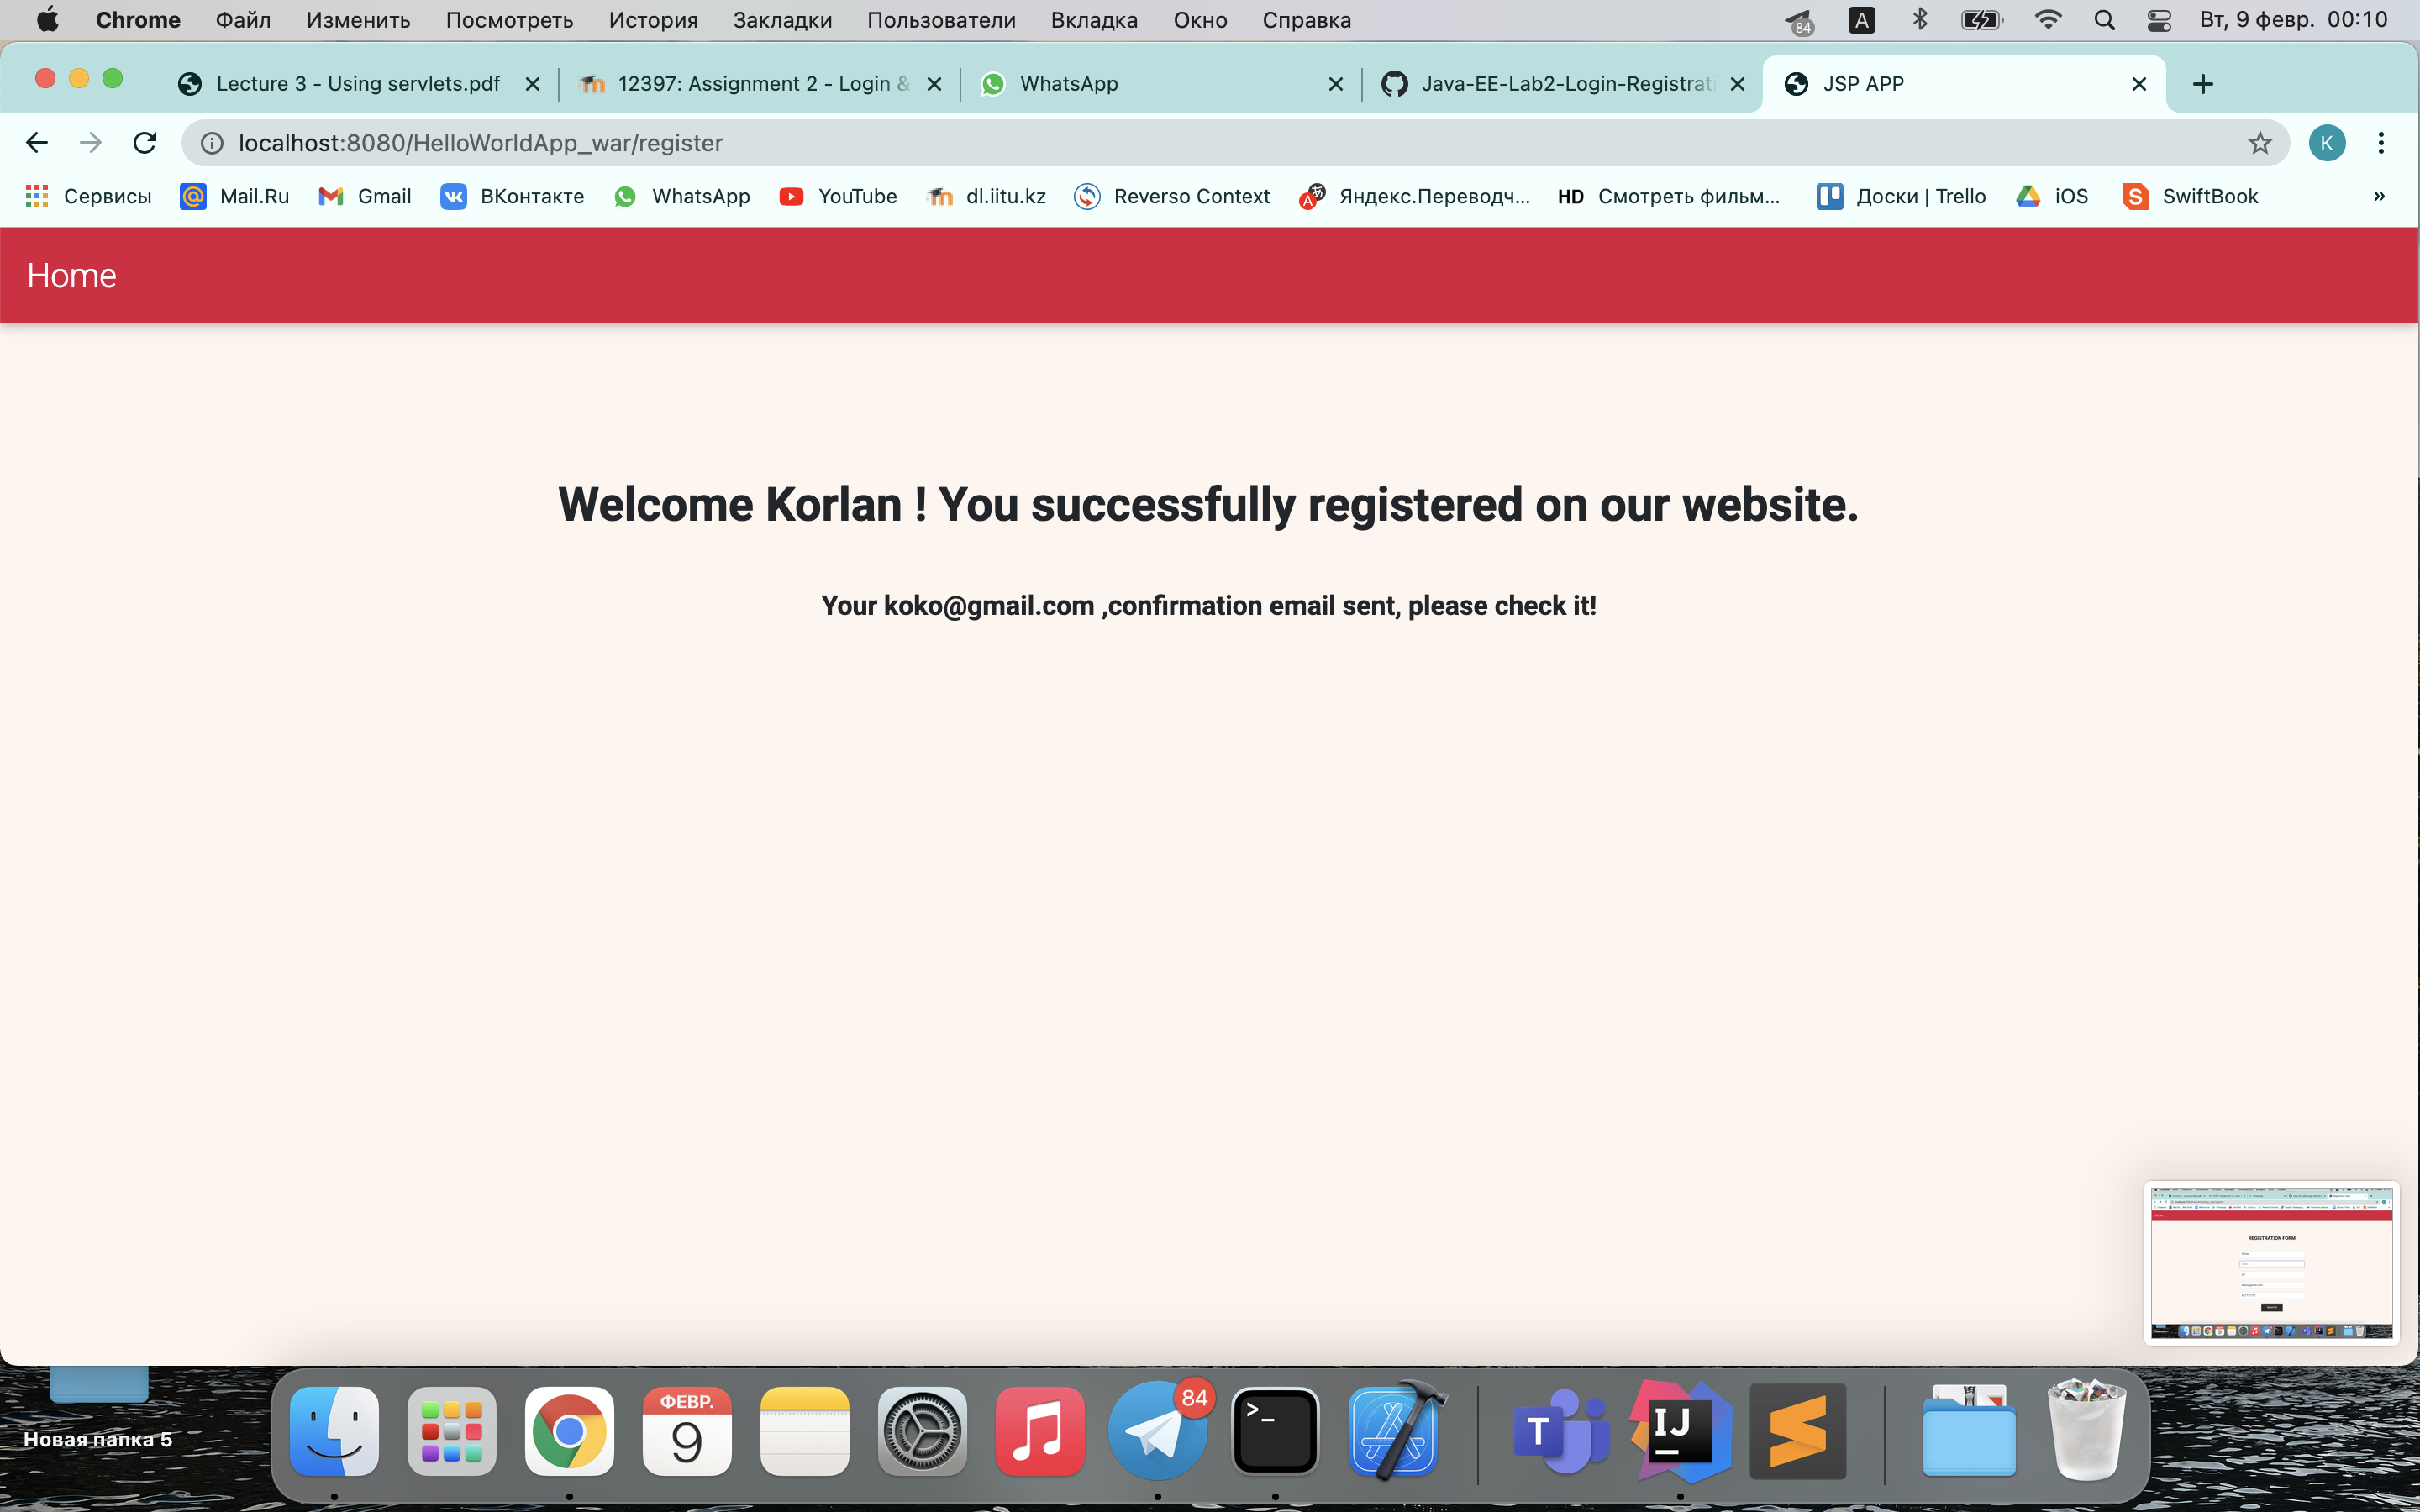 Chrome Файл Изменить Посмотреть История Закладки Пользователи Вкладка Окно Справка 84 A Вт, 9 февр. 00:10
Lecture 3 - Using servlets.pdf 12397: Assignment 2 - Login & WhatsApp Java-EE-Lab2-Login-Registrati JSP APP
localhost:8080/HelloWorldApp_war/register K
Сервисы Mail.Ru Gmail ВКонтакте WhatsApp YouTube dl.iitu.kz Reverso Context Яндекс.Переводч... HD Смотреть фильм... Доски | Trello iOS SwiftBook »
Home
Welcome Korlan ! You successfully registered on our website.
Your koko@gmail.com ,confirmation email sent, please check it!
REGISTRATION FORM
ФЕВР.
9
84
>_
T
IJ
Новая папка 5